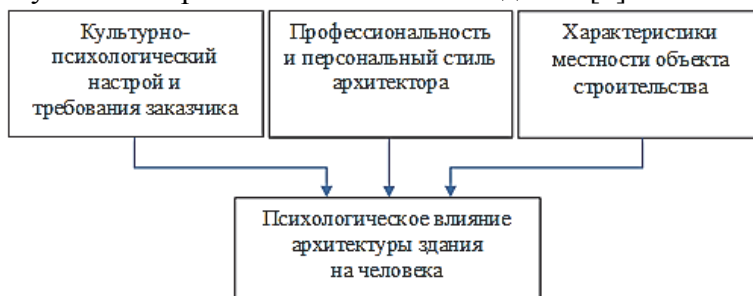 Культурно-
психологический
настрой и
требования заказчика
Профессиональность
и персональный стиль
архитектора
Характеристики
местности объекта
строительства
Психологическое влияние
архитектуры здания
на человека